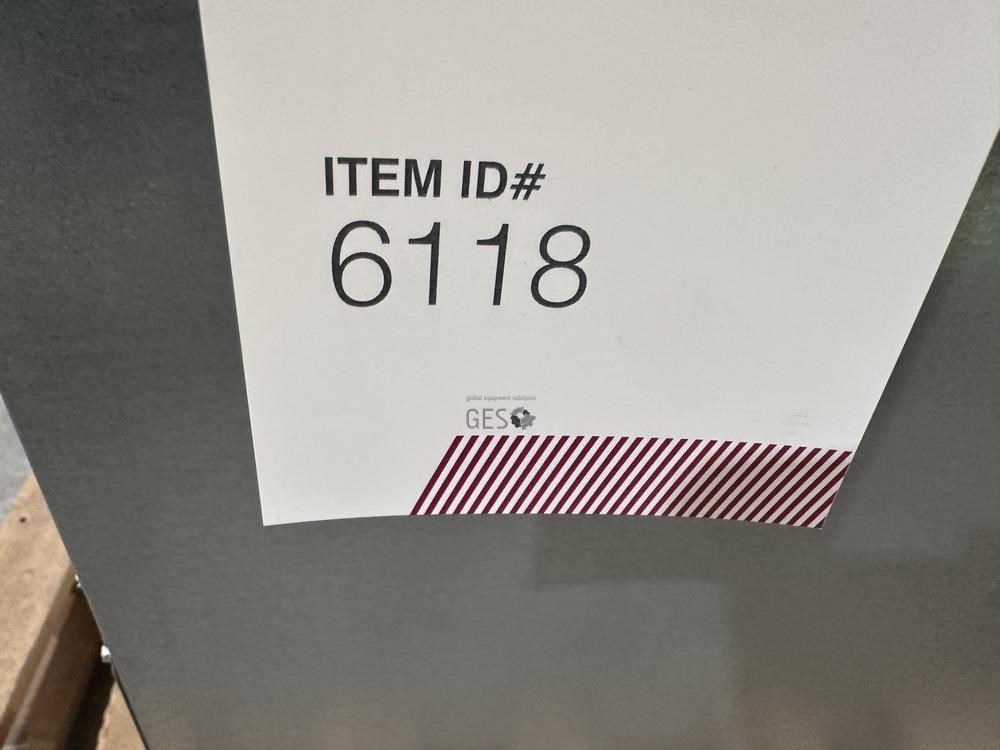 ITEM ID#
6118
global equipment solutions
GES